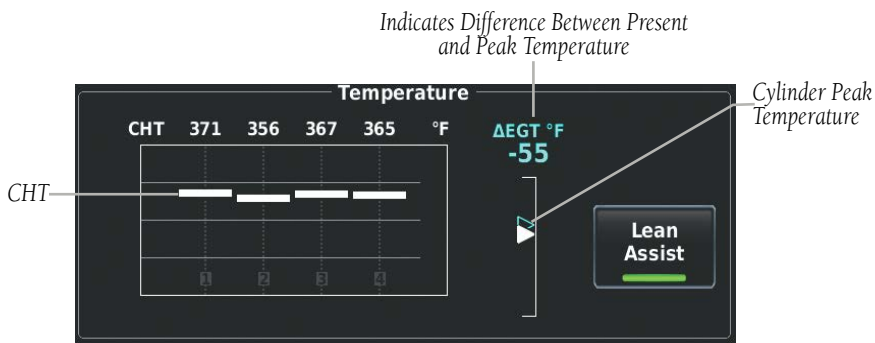 Indicates Difference Between Present
and Peak Temperature
Cylinder Peak
Temperature
Temperature
CHT 371 356 367 365 °F
ΔEGT °F
-55
CHT
Lean
Assist
1 2 3 4